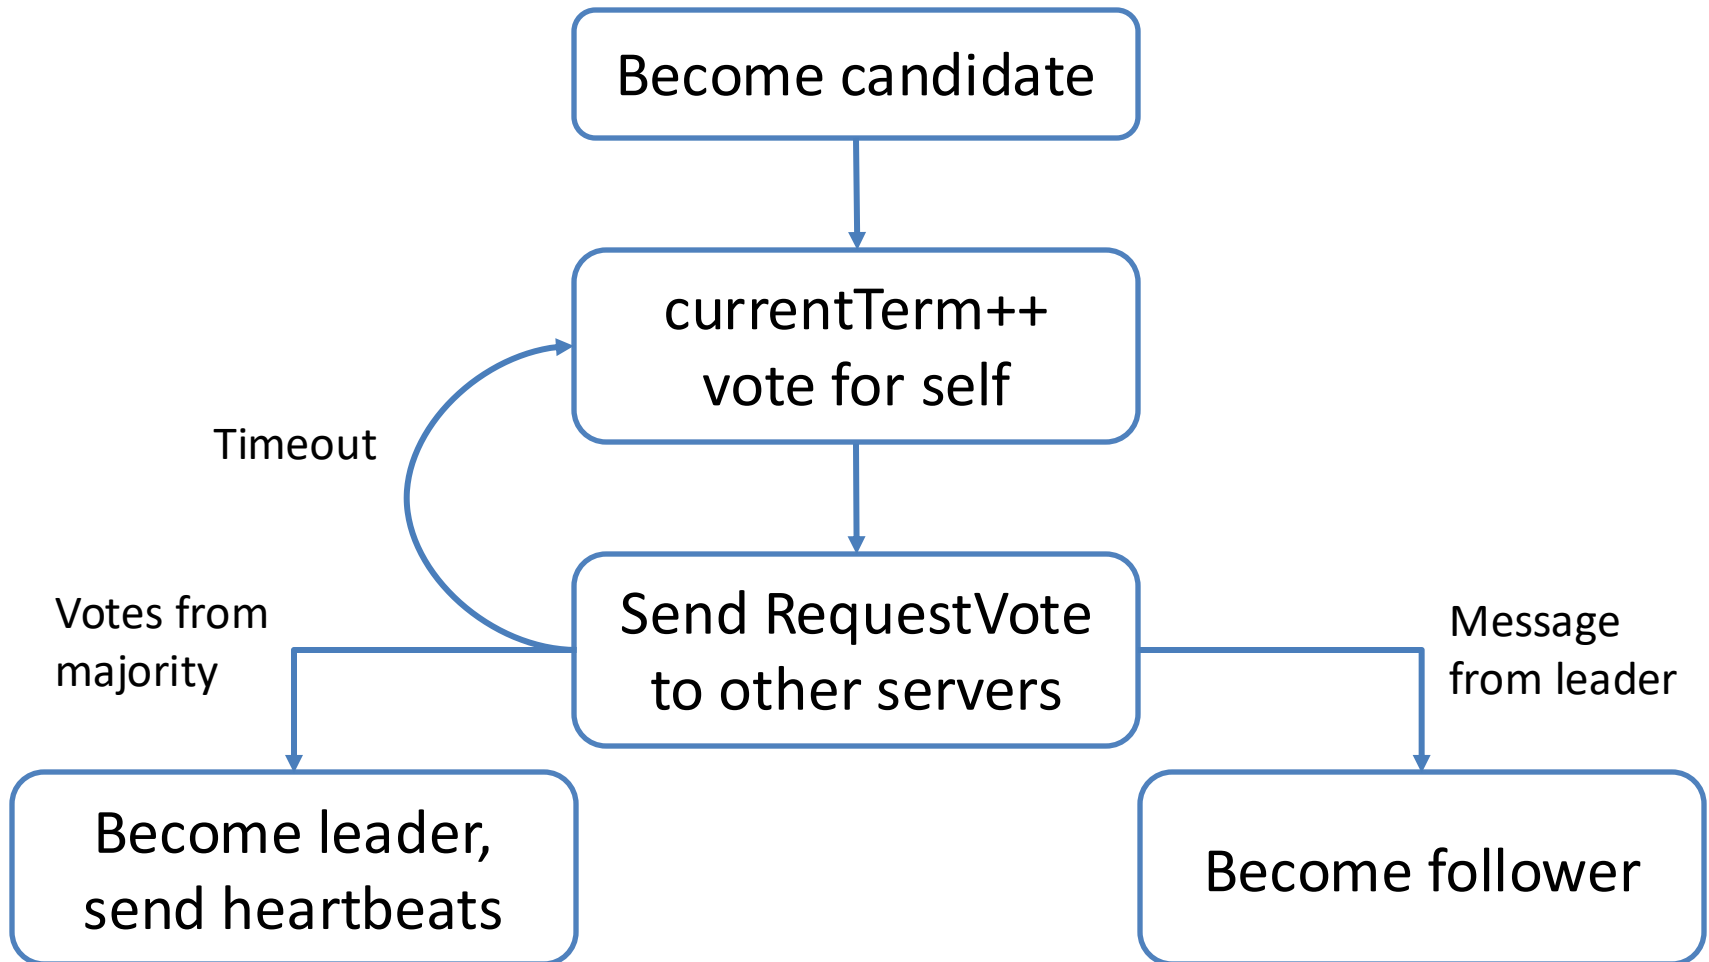 Become candidate
currentTerm++
vote for self
Timeout
Send RequestVote
to other servers
Votes from
majority
Message
from leader
Become leader,
send heartbeats
Become follower